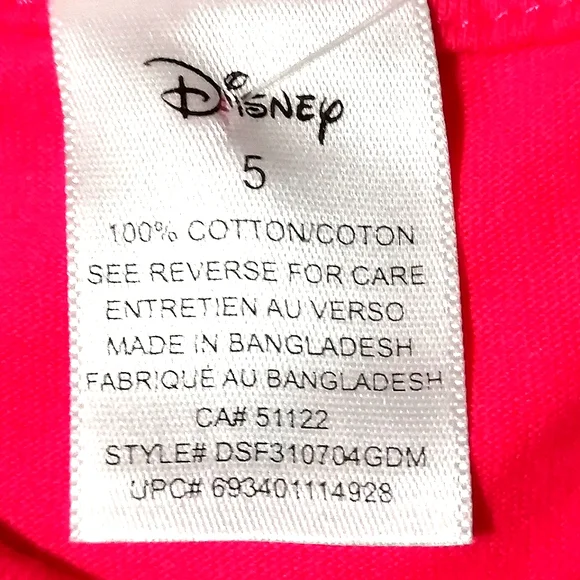 Disney
5
100% COTTON/COTON
SEE REVERSE FOR CARE
ENTRETIEN AU VERSO
MADE IN BANGLADESH
FABRIQUÉ AU BANGLADESH
CA# 51122
STYLE# DSF310704GDM
UPC# 693401114928